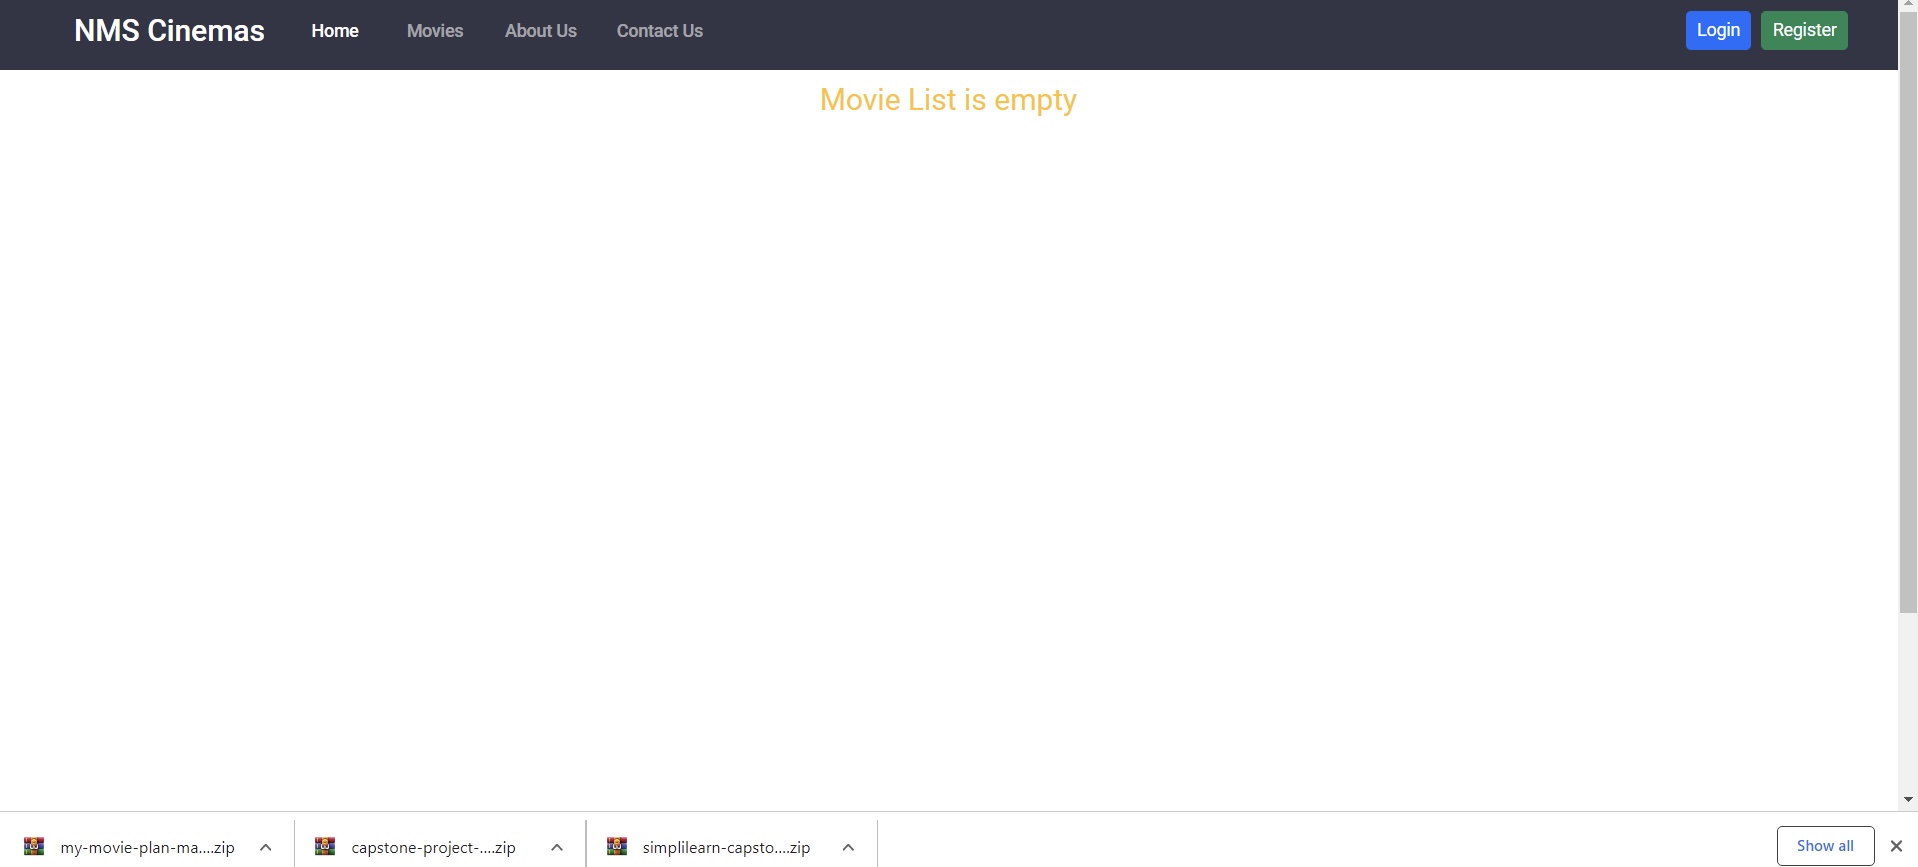 NMS Cinemas Home Movies About Us Contact Us Login Register
Movie List is empty
my-movie-plan-ma....zip capstone-project-....zip simplilearn-capsto....zip Show all